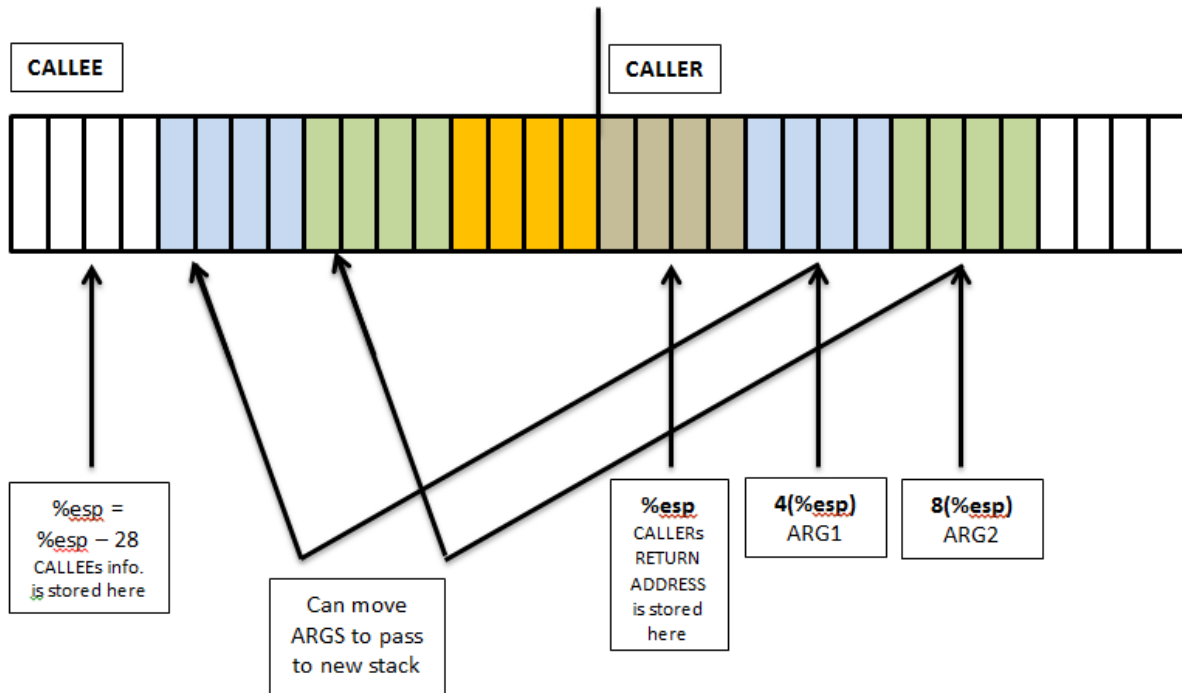 CALLEE
CALLER
%esp =
%esp – 28
CALLEEs info.
is stored here
Can move
ARGS to pass
to new stack
%esp
CALLERs
RETURN
ADDRESS
is stored
here
4(%esp)
ARG1
8(%esp)
ARG2